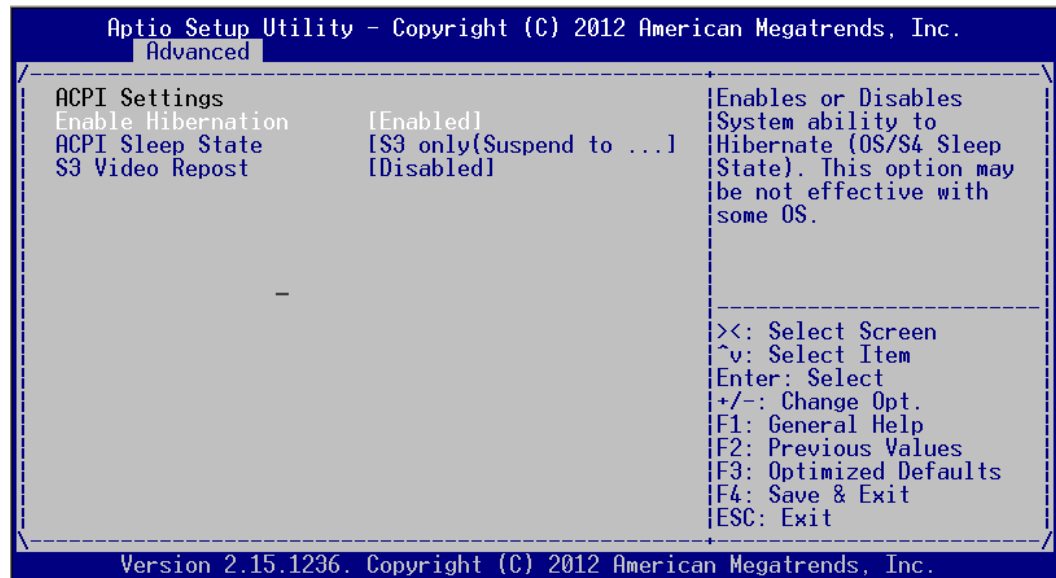 Aptio Setup Utility - Copyright (C) 2012 American Megatrends, Inc.
Advanced
ACPI Settings
Enable Hibernation [Enabled]
ACPI Sleep State [S3 only(Suspend to ...]
S3 Video Repost [Disabled]
Enables or Disables
System ability to
Hibernate (OS/S4 Sleep
State). This option may
be not effective with
some OS.
><: Select Screen
^v: Select Item
Enter: Select
+/-: Change Opt.
F1: General Help
F2: Previous Values
F3: Optimized Defaults
F4: Save & Exit
ESC: Exit
Version 2.15.1236. Copyright (C) 2012 American Megatrends, Inc.